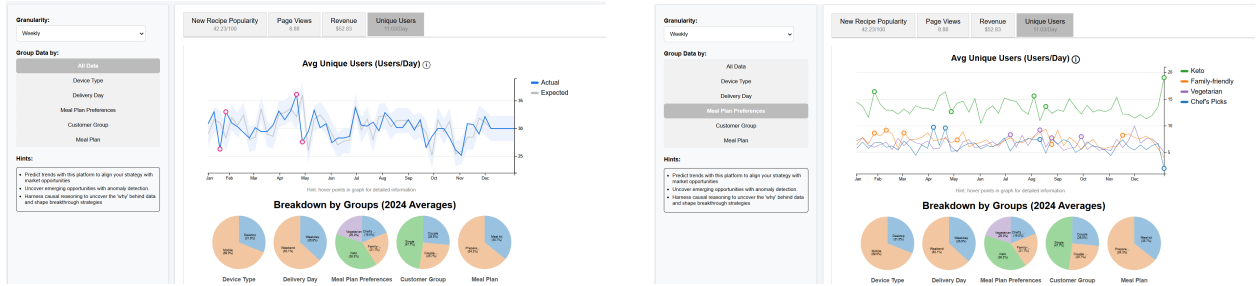 Granularity:
Weekly
Group Data by:
All Data
Device Type
Delivery Day
Meal Plan Preferences
Customer Group
Meal Plan
Hints:
Predict trends with this platform to align your strategy with
market opportunities
Uncover emerging opportunities with anomaly detection.
Harness causal reasoning to uncover the 'why' behind data
and shape breakthrough strategies
New Recipe Popularity
42.23/100
Page Views
8.88
Revenue
$52.83
Unique Users
Avg Unique Users (Users/Day)
Actual
Expected
35
30
25
Jan Feb Mar Apr May Jun Jul Aug Sep Oct Nov Dec
Hint: hover points in graph for detailed information
Breakdown by Groups (2024 Averages)
Device Type
Delivery Day
Meal Plan Preferences
Customer Group
Meal Plan
Granularity:
Weekly
Group Data by:
All Data
Device Type
Delivery Day
Meal Plan Preferences
Customer Group
Meal Plan
Hints:
Predict trends with this platform to align your strategy with
market opportunities
Uncover emerging opportunities with anomaly detection.
Harness causal reasoning to uncover the 'why' behind data
and shape breakthrough strategies
New Recipe Popularity
42.23/100
Page Views
8.88
Revenue
$52.83
Unique Users
Avg Unique Users (Users/Day)
Keto
Family-friendly
Vegetarian
Chef's Picks
20
15
10
5
Jan Feb Mar Apr May Jun Jul Aug Sep Oct Nov Dec
Hint: hover points in graph for detailed information
Breakdown by Groups (2024 Averages)
Device Type
Delivery Day
Meal Plan Preferences
Customer Group
Meal Plan